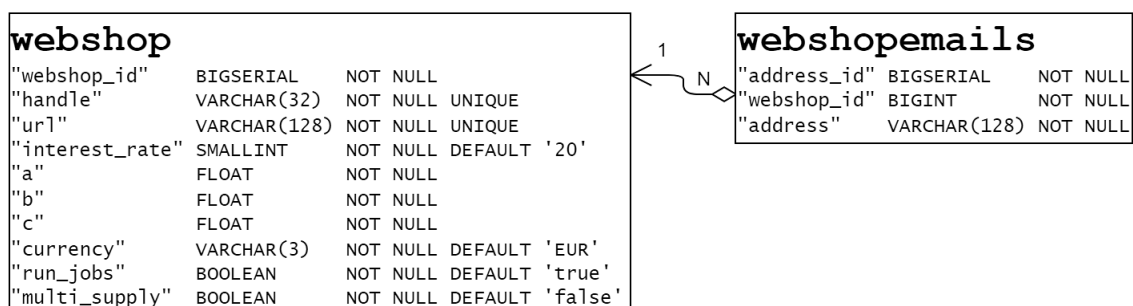 webshop
"webshop_id" BIGSERIAL NOT NULL
"handle" VARCHAR(32) NOT NULL UNIQUE
"url" VARCHAR(128) NOT NULL UNIQUE
"interest_rate" SMALLINT NOT NULL DEFAULT '20'
"a" FLOAT NOT NULL
"b" FLOAT NOT NULL
"c" FLOAT NOT NULL
"currency" VARCHAR(3) NOT NULL DEFAULT 'EUR'
"run_jobs" BOOLEAN NOT NULL DEFAULT 'true'
"multi_supply" BOOLEAN NOT NULL DEFAULT 'false'
1
N
webshopemails
"address_id" BIGSERIAL NOT NULL
"webshop_id" BIGINT NOT NULL
"address" VARCHAR(128) NOT NULL